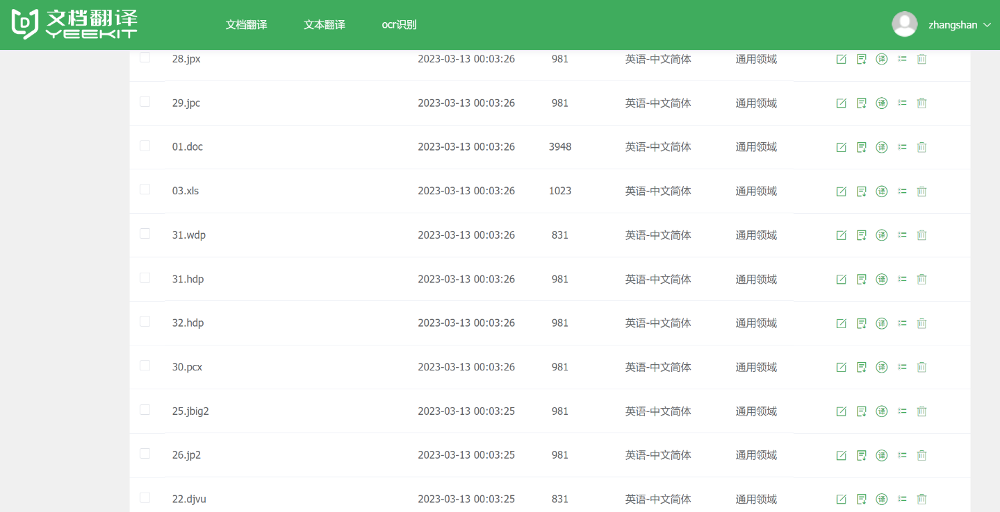 文档翻译
YEEKIT
文档翻译 文本翻译 ocr识别 zhangshan
28.jpx 2023-03-13 00:03:26 981 英语-中文简体 通用领域 译
29.jpc 2023-03-13 00:03:26 981 英语-中文简体 通用领域 译
01.doc 2023-03-13 00:03:26 3948 英语-中文简体 通用领域 译
03.xls 2023-03-13 00:03:26 1023 英语-中文简体 通用领域 译
31.wdp 2023-03-13 00:03:26 831 英语-中文简体 通用领域 译
31.hdp 2023-03-13 00:03:26 981 英语-中文简体 通用领域 译
32.hdp 2023-03-13 00:03:26 981 英语-中文简体 通用领域 译
30.pcx 2023-03-13 00:03:26 981 英语-中文简体 通用领域 译
25.jbig2 2023-03-13 00:03:25 981 英语-中文简体 通用领域 译
26.jp2 2023-03-13 00:03:25 981 英语-中文简体 通用领域 译
22.djvu 2023-03-13 00:03:25 831 英语-中文简体 通用领域 译